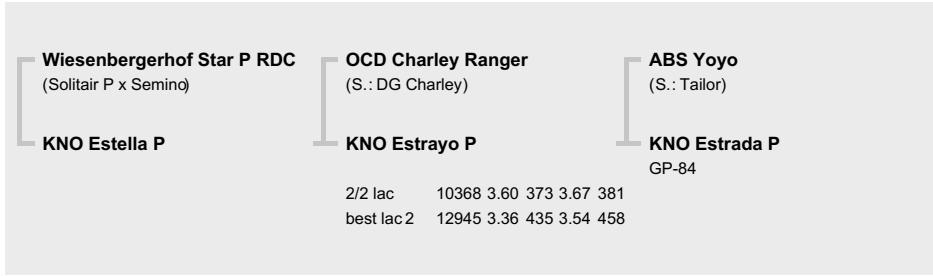 Wiesenbergerhof Star P RDC
(Solitair P x Semino)
KNO Estella P
OCD Charley Ranger
(S.: DG Charley)
KNO Estrayo P
2/2 lac 10368 3.60 373 3.67 381
best lac 2 12945 3.36 435 3.54 458
ABS Yoyo
(S.: Tailor)
KNO Estrada P
GP-84